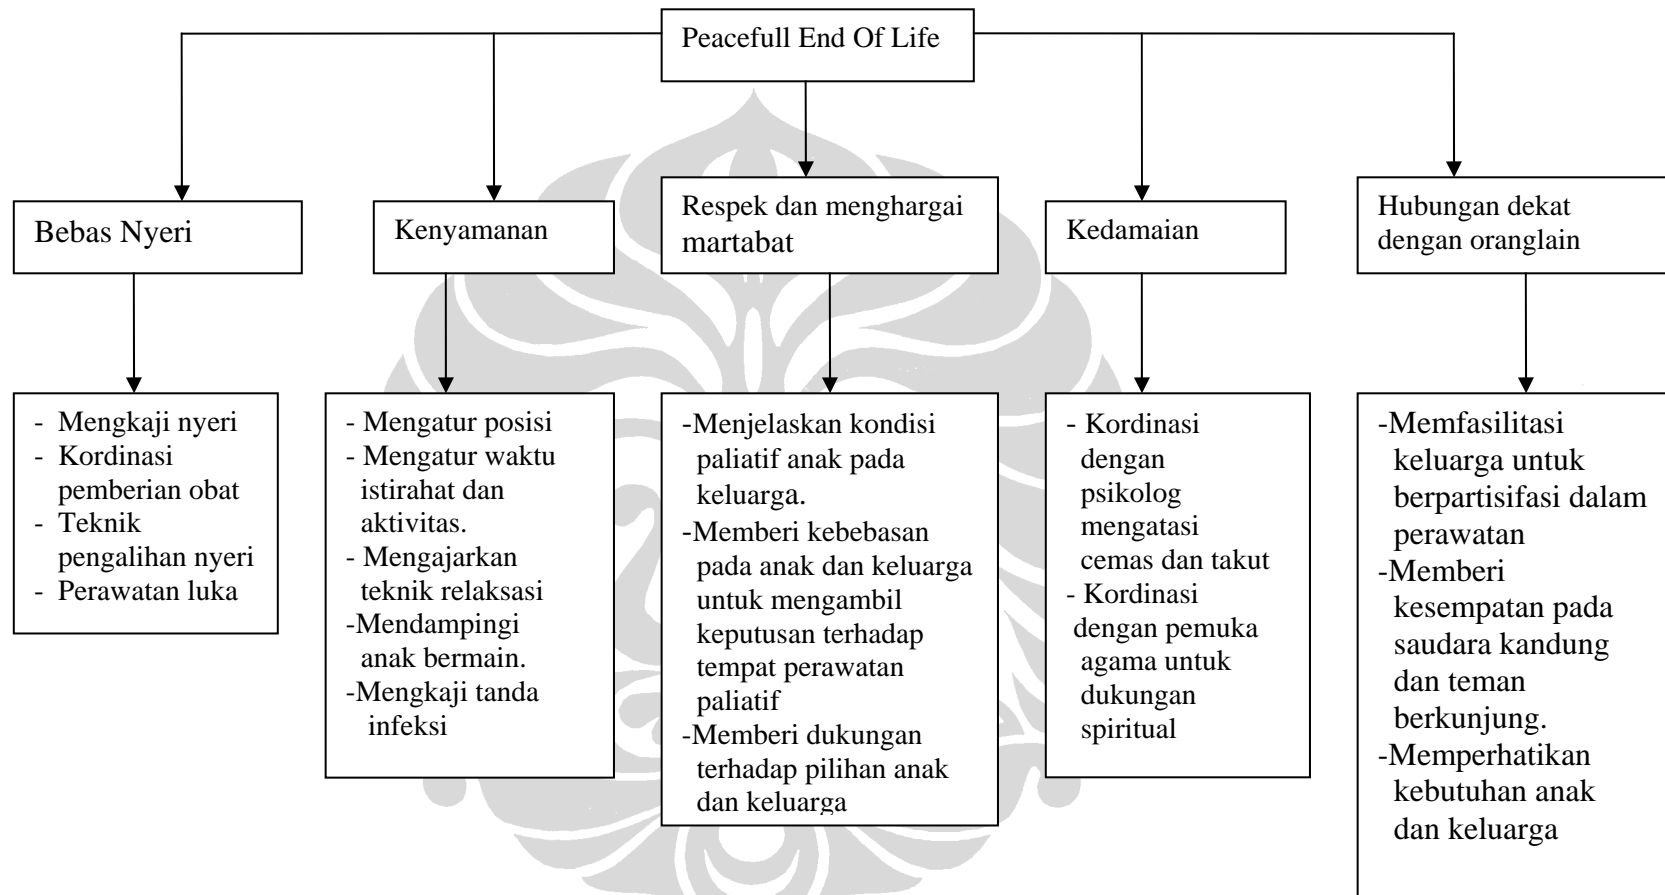 Peacefull End Of Life
Bebas Nyeri
Kenyamanan
Respek dan menghargai
martabat
Kedamaian
Hubungan dekat
dengan oranglain
- Mengkaji nyeri
- Kordinasi
pemberian obat
- Teknik
pengalihan nyeri
- Perawatan luka
- Mengatur posisi
- Mengatur waktu
istirahat dan
aktivitas.
- Mengajarkan
teknik relaksasi
-Mendampingi
anak bermain.
-Mengkaji tanda
infeksi
-Menjelaskan kondisi
paliatif anak pada
keluarga.
-Memberi kebebasan
pada anak dan keluarga
untuk mengambil
keputusan terhadap
tempat perawatan
paliatif
-Memberi dukungan
terhadap pilihan anak
dan keluarga
- Kordinasi
dengan
psikolog
mengatasi
cemas dan takut
- Kordinasi
dengan pemuka
agama untuk
dukungan
spiritual
-Memfasilitasi
keluarga untuk
berpartisifasi dalam
perawatan
-Memberi
kesempatan pada
saudara kandung
dan teman
berkunjung.
-Memperhatikan
kebutuhan anak
dan keluarga